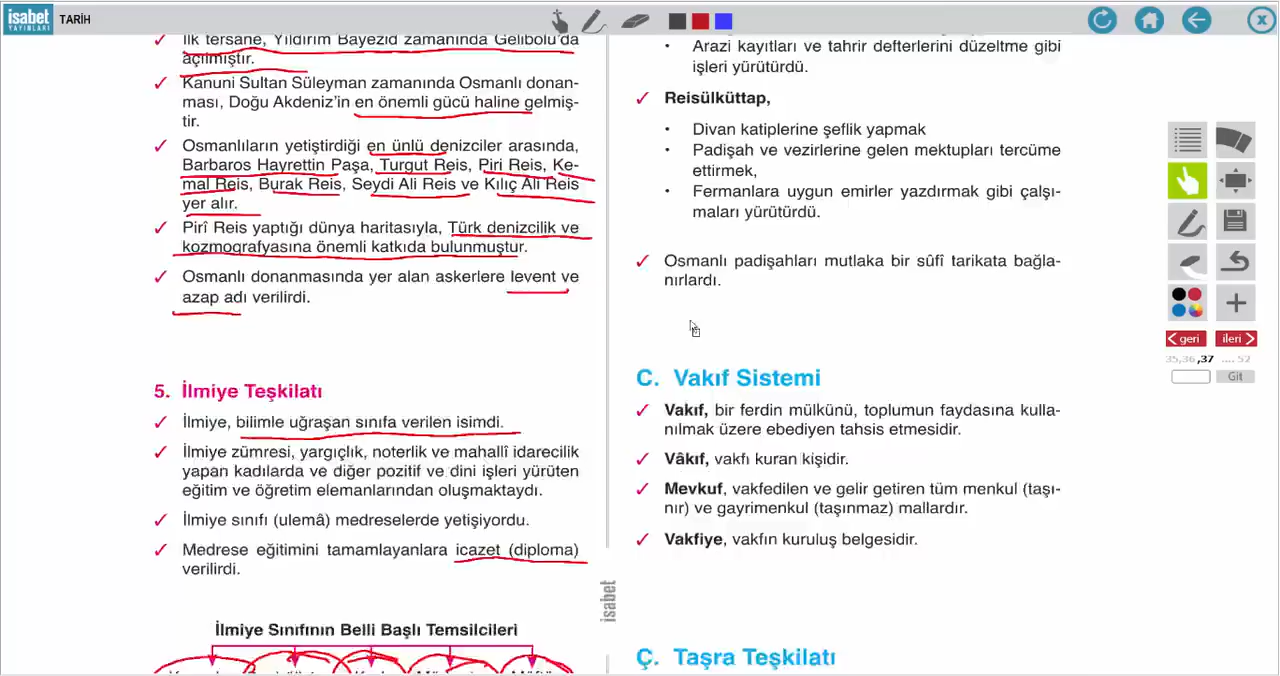 isabet
YAYINLARI
TARİH
İlk tersane, Yıldırım Bayezid zamanında Gelibolu'da
açılmıştır.
✓ Kanuni Sultan Süleyman zamanında Osmanlı donan-
ması, Doğu Akdeniz'in en önemli gücü haline gelmiş-
tir.
✓ Osmanlıların yetiştirdiği en ünlü denizciler arasında,
Barbaros Hayrettin Paşa, Turgut Reis, Piri Reis, Ke-
mal Reis, Burak Reis, Seydi Ali Reis ve Kılıç Ali Reis
yer alır.
✓ Pirî Reis yaptığı dünya haritasıyla, Türk denizcilik ve
kozmografyasına önemli katkıda bulunmuştur.
✓ Osmanlı donanmasında yer alan askerlere levent ve
azap adı verilirdi.
5. İlmiye Teşkilatı
✓ İlmiye, bilimle uğraşan sınıfa verilen isimdi.
✓ İlmiye zümresi, yargıçlık, noterlik ve mahallî idarecilik
yapan kadılarda ve diğer pozitif ve dini işleri yürüten
eğitim ve öğretim elemanlarından oluşmaktaydı.
✓ İlmiye sınıfı (ulemâ) medreselerde yetişiyordu.
✓ Medrese eğitimini tamamlayanlara icazet (diploma)
verilirdi.
İlmiye Sınıfının Belli Başlı Temsilcileri
isabet
• Arazi kayıtları ve tahrir defterlerini düzeltme gibi
işleri yürütürdü.
✓ Reisülküttap,
• Divan katiplerine şeflik yapmak
• Padişah ve vezirlerine gelen mektupları tercüme
ettirmek,
• Fermanlara uygun emirler yazdırmak gibi çalşı-
maları yürütürdü.
✓ Osmanlı padişahları mutlaka bir sûfî tarikata bağla-
nırlardı.
C. Vakıf Sistemi
✓ Vakıf, bir ferdin mülkünü, toplumun faydasına kulla-
nılmak üzere ebediyen tahsis etmesidir.
✓ Vâkıf, vakfı kuran kişidir.
✓ Mevkuf, vakfedilen ve gelir getiren tüm menkul (taşı-
nır) ve gayrimenkul (taşınmaz) mallardır.
✓ Vakfiye, vakfın kuruluş belgesidir.
Ç. Taşra Teşkilatı
geri ileri
35,36,37 .... 52
Git